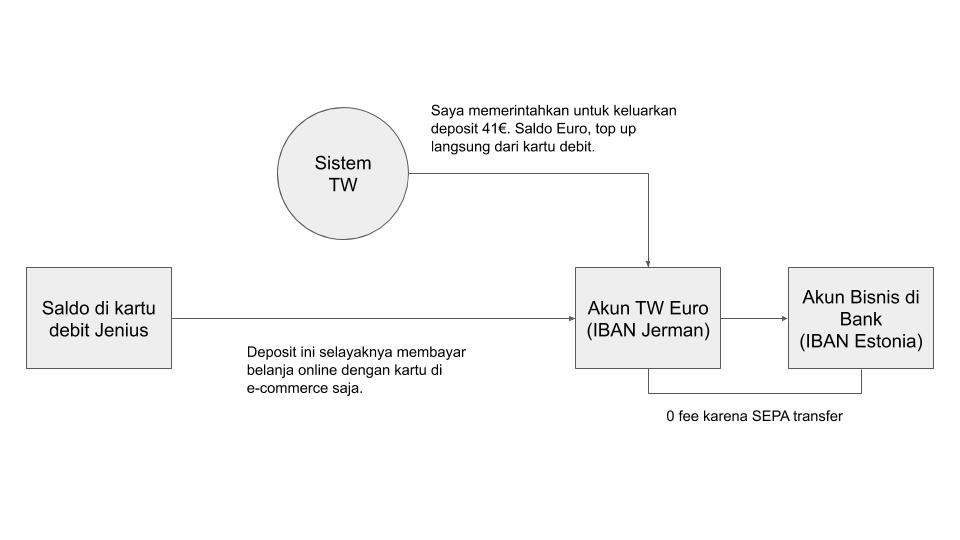 Saya memerintahkan untuk keluarkan
deposit 41€. Saldo Euro, top up
langsung dari kartu debit.
Sistem
TW
Saldo di kartu
debit Jenius
Akun TW Euro
(IBAN Jerman)
Akun Bisnis di
Bank
(IBAN Estonia)
Deposit ini selayaknya membayar
belanja online dengan kartu di
e-commerce saja.
0 fee karena SEPA transfer